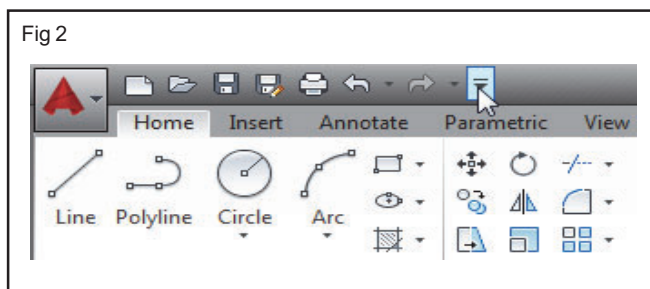 Fig 2
Home Insert Annotate Parametric View
Line Polyline Circle Arc